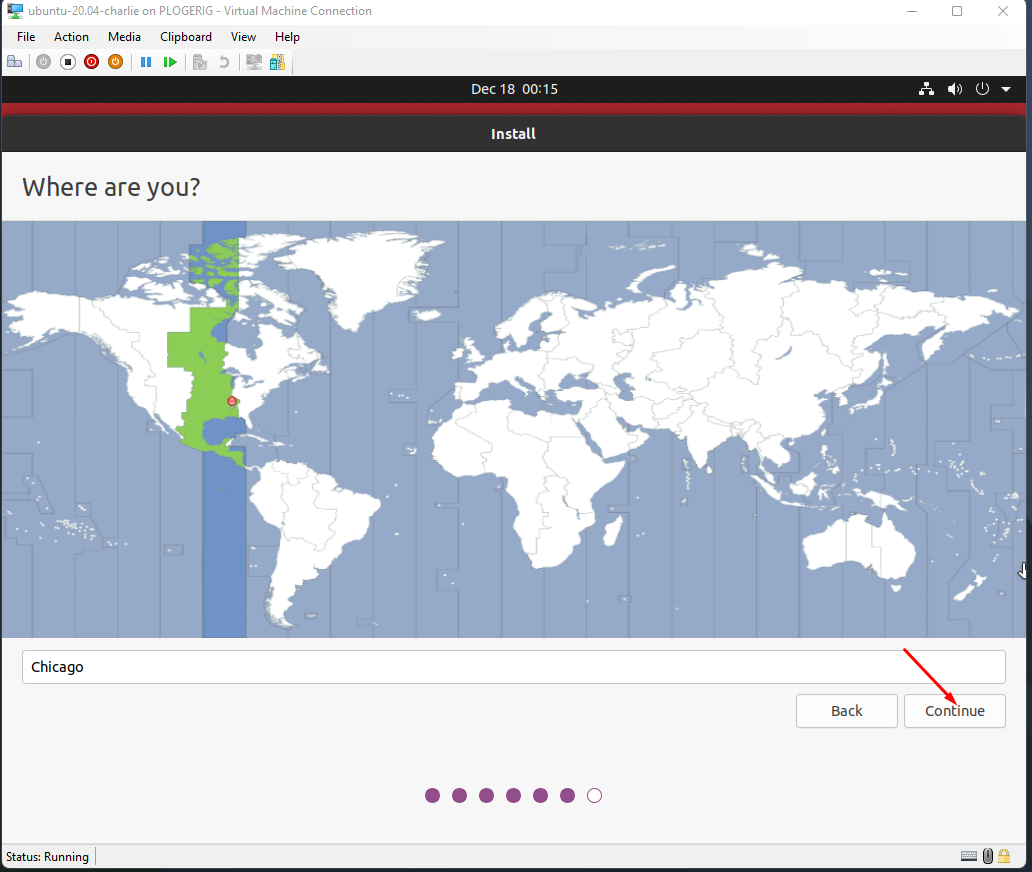 ubuntu-20.04-charlie on PLOGERIG - Virtual Machine Connection
File Action Media Clipboard View Help
Dec 18 00:15
Install
Where are you?
Chicago
Back Continue
Status: Running